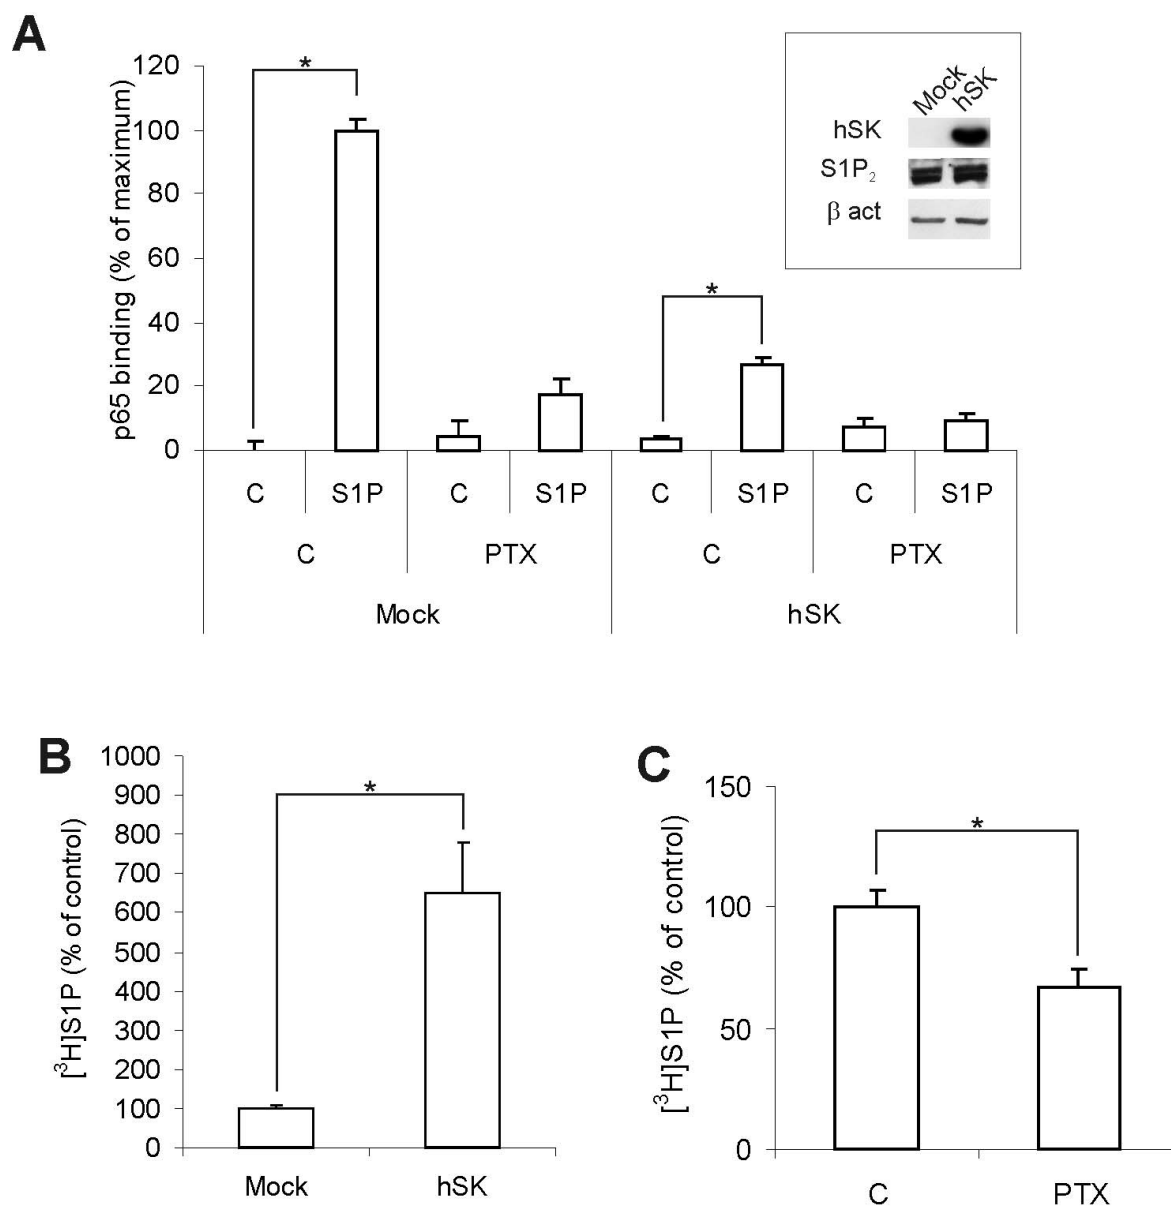 A
p65 binding (% of maximum)
120
100
80
60
40
20
0
*
*
Mock
hSK
hSK
S1P₂
β act
C S1P C S1P C S1P C S1P
C PTX C PTX
Mock hSK
B
[³H]S1P (% of control)
1000
900
800
700
600
500
400
300
200
100
0
*
Mock hSK
C
[³H]S1P (% of control)
150
100
50
0
*
C PTX